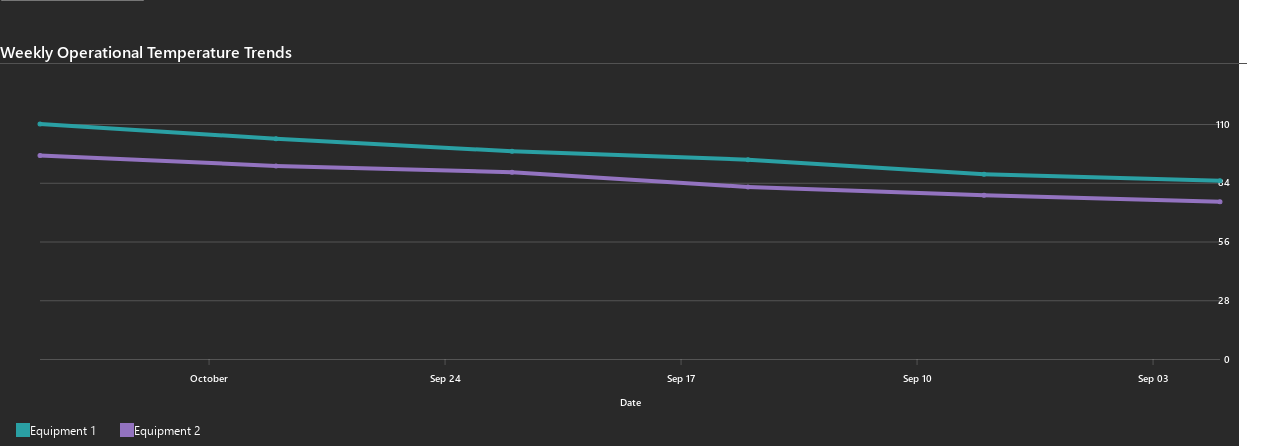 Weekly Operational Temperature Trends
110
84
56
28
0
October Sep 24 Sep 17 Sep 10 Sep 03
Date
Equipment 1 Equipment 2